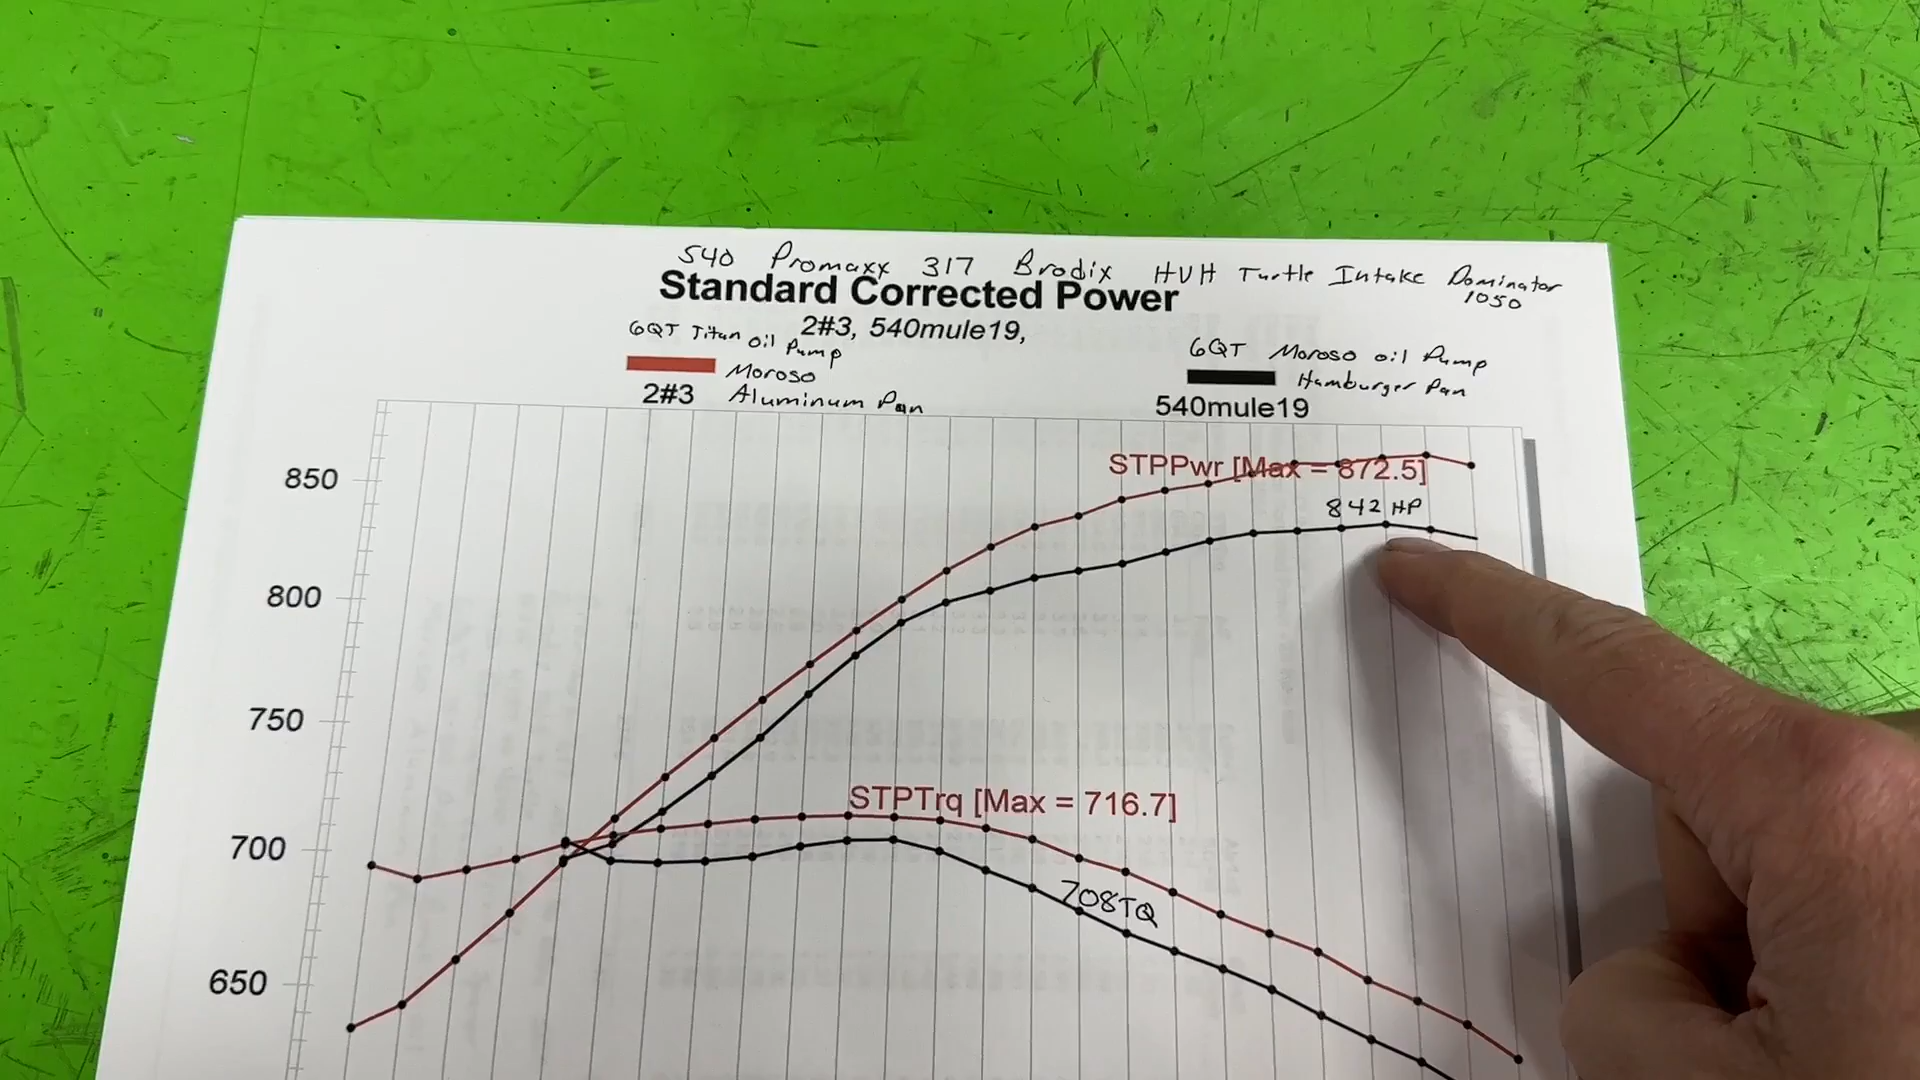 540 Promaxx 317 Brodix HVH Turtle Intake Dominator
1050
Standard Corrected Power
2#3, 540mule19,
6QT Titan oil Pump
Moroso
Aluminum Pan
2#3
6QT Moroso oil Pump
Hamburger Pan
540mule19
850
STPPwr [Max = 872.5]
842 HP
800
750
STPTrq [Max = 716.7]
700
708TQ
650